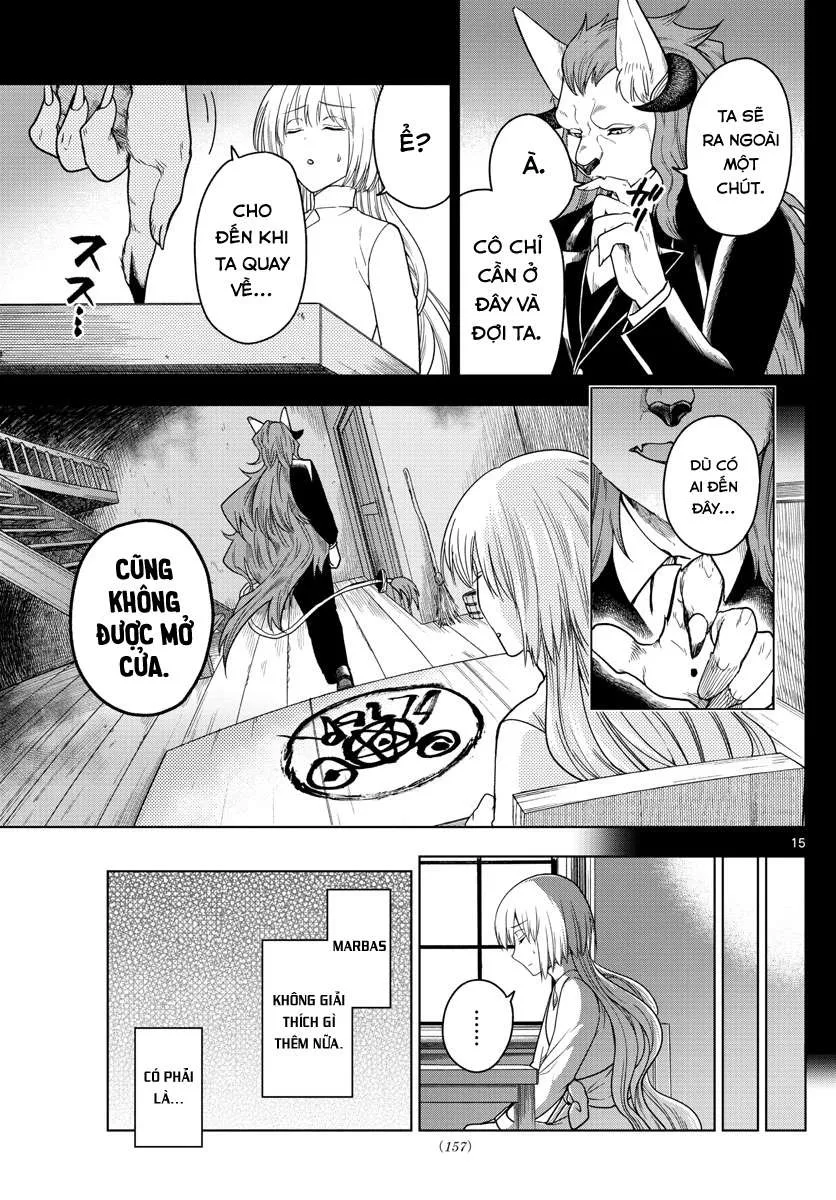 TA SẼ
RA NGOÀI
MỘT
CHÚT.
À.
CÔ CHỈ
CẦN Ở
ĐÂY VÀ
ĐỢI TA.
Ể?
CHO
ĐẾN KHI
TA QUAY
VỀ...
スス…
DÙ CÓ
AI ĐẾN
ĐÂY...
CŨNG
KHÔNG
ĐƯỢC MỞ
CỬA.
15
......
MARBAS
KHÔNG GIẢI
THÍCH GÌ
THÊM NỮA.
CÓ PHẢI
LÀ...
(157)